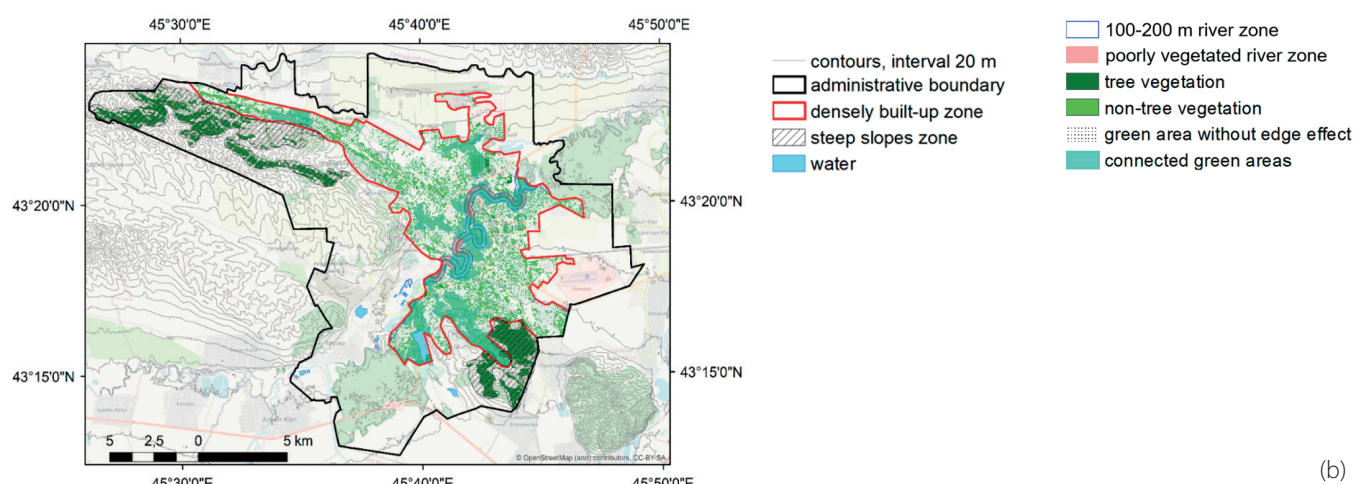 45°30'0"E 45°40'0"E 45°50'0"E
43°20'0"N 43°20'0"N
43°15'0"N 43°15'0"N
5 2,5 0 5 km
© OpenStreetMap (and) contributors, CC-BY-SA
45°30'0"E 45°40'0"E 45°50'0"E
contours, interval 20 m
administrative boundary
densely built-up zone
steep slopes zone
water
100-200 m river zone
poorly vegetated river zone
tree vegetation
non-tree vegetation
green area without edge effect
connected green areas
(b)